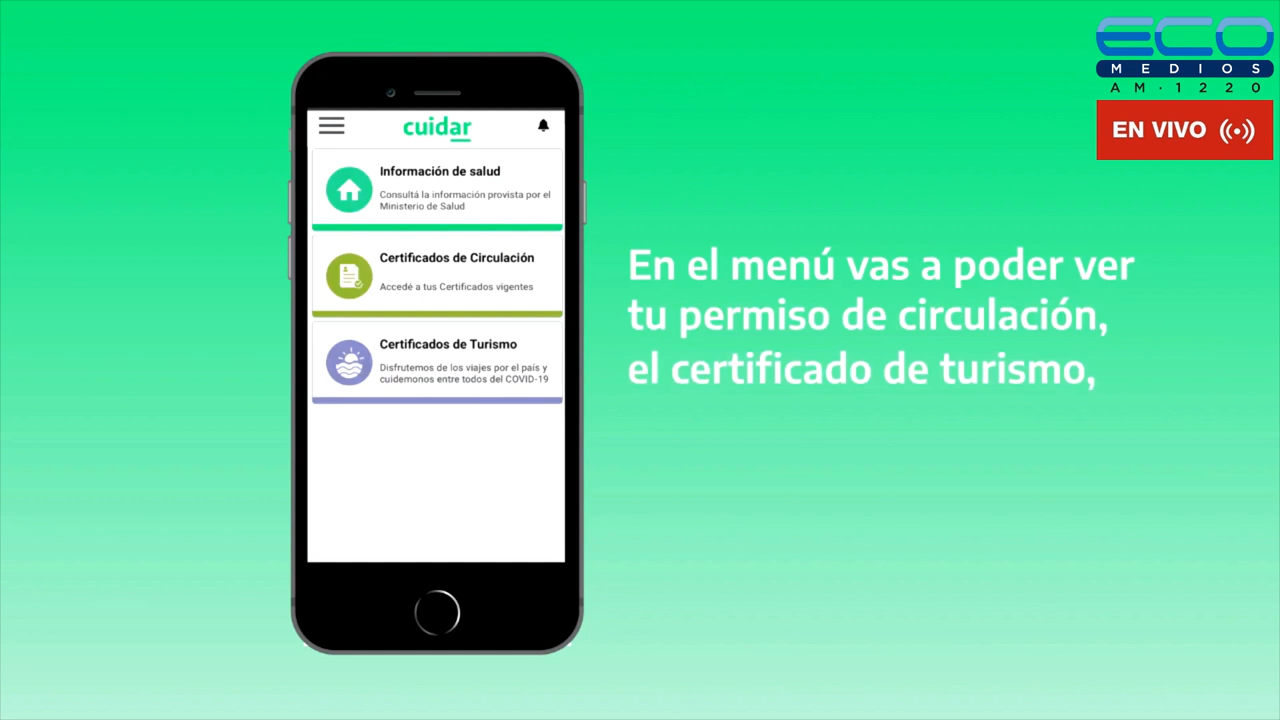 ECO
MEDIOS
AM·1220
EN VIVO
cuidar
Información de salud
Consultá la información provista por el
Ministerio de Salud
Certificados de Circulación
Accedé a tus Certificados vigentes
Certificados de Turismo
Disfrutemos de los viajes por el país y
cuidemonos entre todos del COVID-19
En el menú vas a poder ver
tu permiso de circulación,
el certificado de turismo,